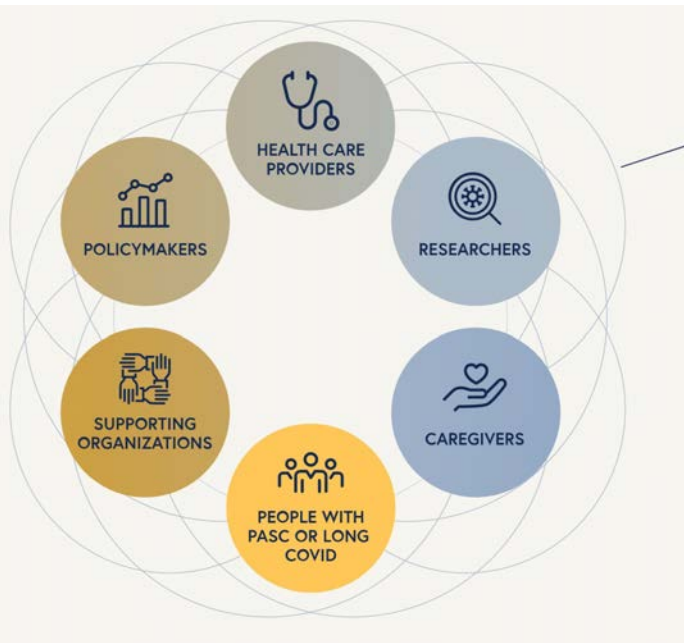 HEALTH CARE
PROVIDERS
POLICYMAKERS
RESEARCHERS
SUPPORTING
ORGANIZATIONS
CAREGIVERS
PEOPLE WITH
PASC OR LONG
COVID